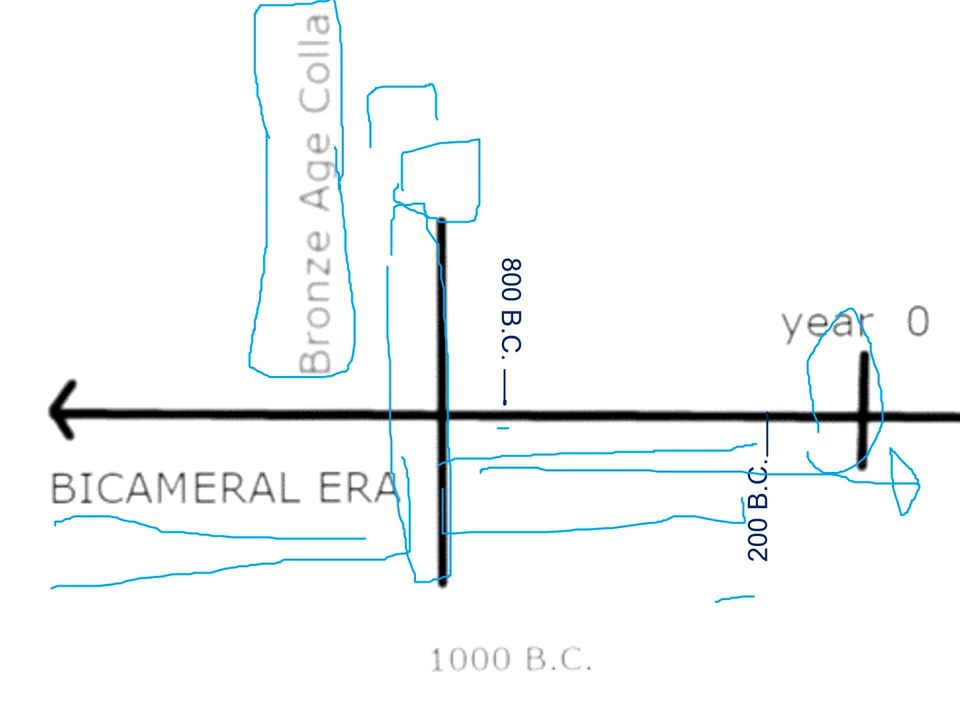 Bronze Age Colla
800 B.C.
year 0
BICAMERAL ERA
200 B.C.
1000 B.C.